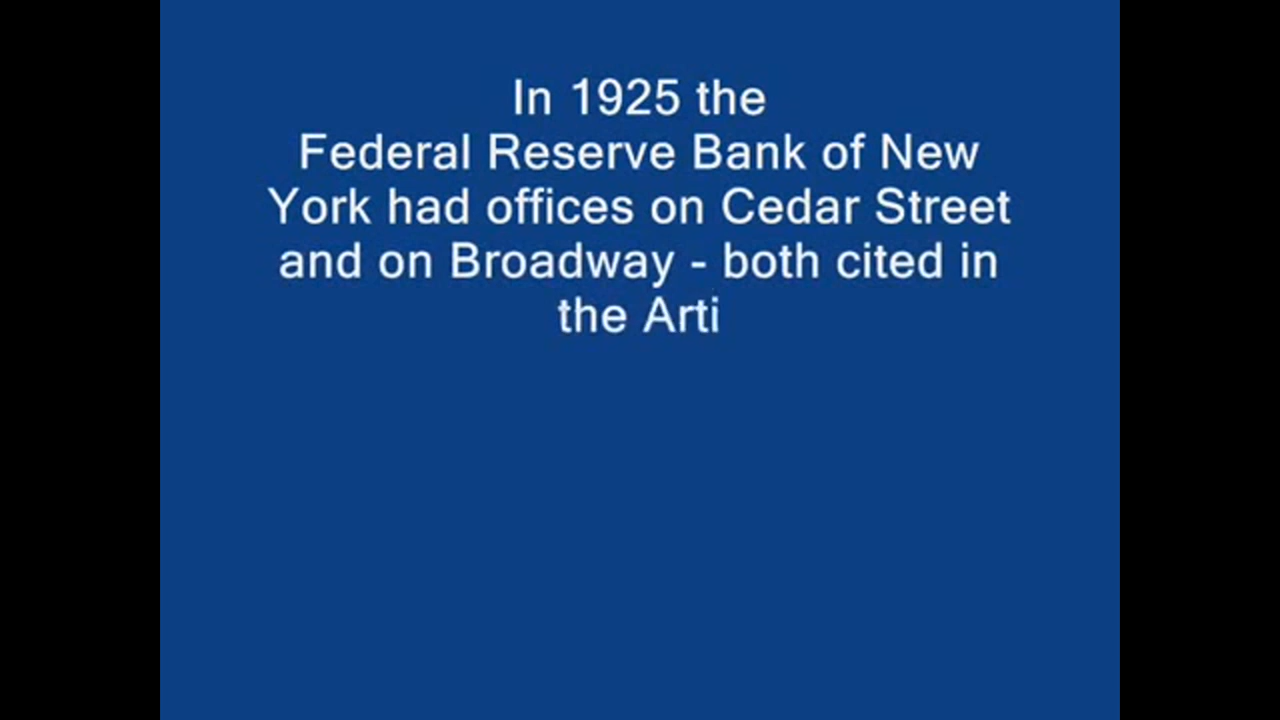 In 1925 the
Federal Reserve Bank of New
York had offices on Cedar Street
and on Broadway - both cited in
the Arti